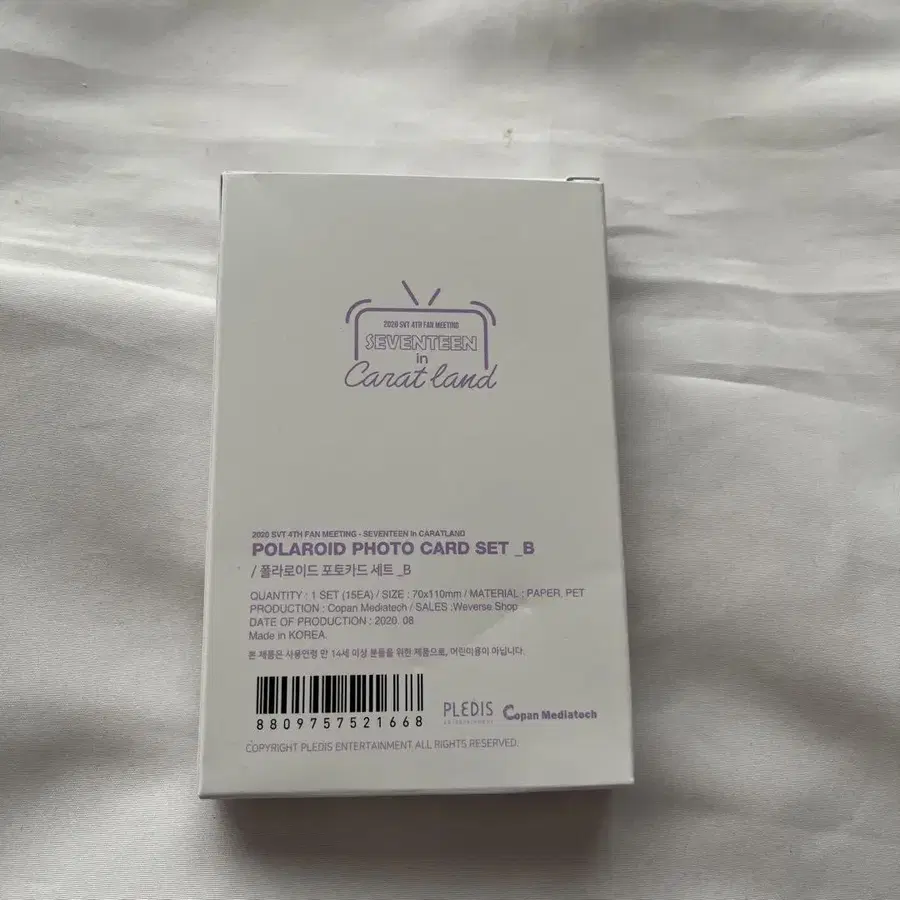 2020 SVT 4TH FAN MEETING
SEVENTEEN
in
Carat land
2020 SVT 4TH FAN MEETING - SEVENTEEN in CARATLAND
POLAROID PHOTO CARD SET _B
/ 폴라로이드 포토카드 세트 _B
QUANTITY : 1 SET (15EA) / SIZE : 70x110mm / MATERIAL : PAPER, PET
PRODUCTION : Copan Mediatech / SALES :Weverse Shop
DATE OF PRODUCTION : 2020. 08
Made in KOREA.
본 제품은 사용연령 만 14세 이상 분들을 위한 제품으로, 어린이용이 아닙니다.
8809757521668
PLEDIS
ENTERTAINMENT
Copan Mediatech
COPYRIGHT PLEDIS ENTERTAINMENT ALL RIGHTS RESERVED.